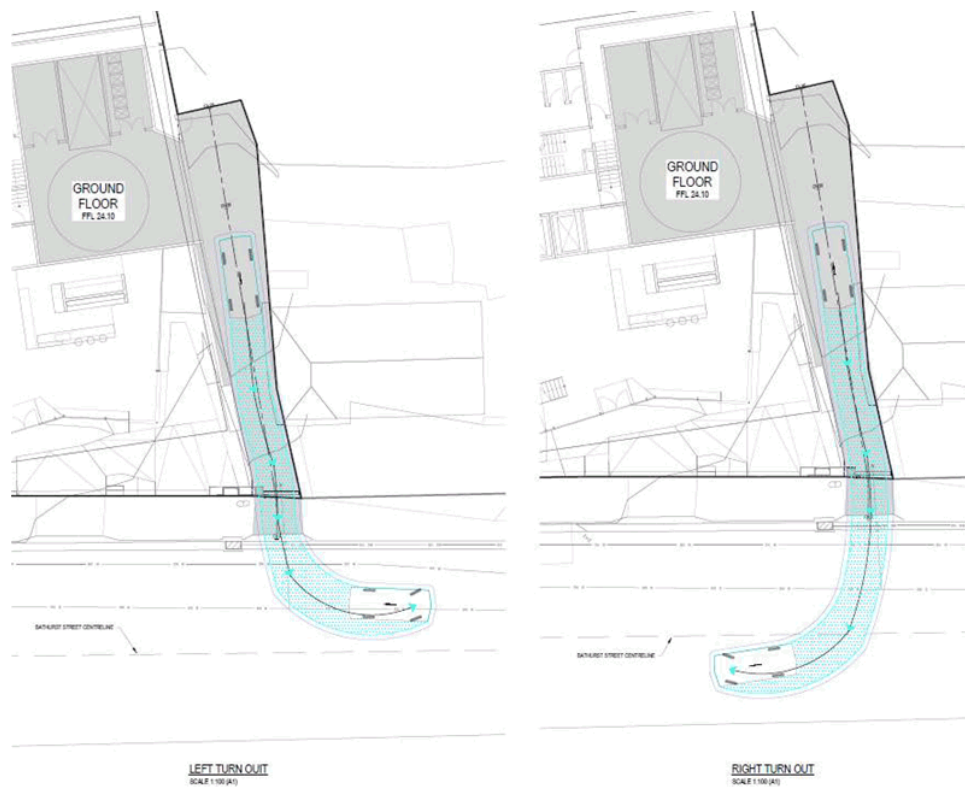 GROUND
FLOOR
FFL 24.10
BATHURST STREET CENTRELINE
LEFT TURN OUIT
SCALE 1:100 (A1)
GROUND
FLOOR
FFL 24.10
BATHURST STREET CENTRELINE
RIGHT TURN OUT
SCALE 1:100 (A1)